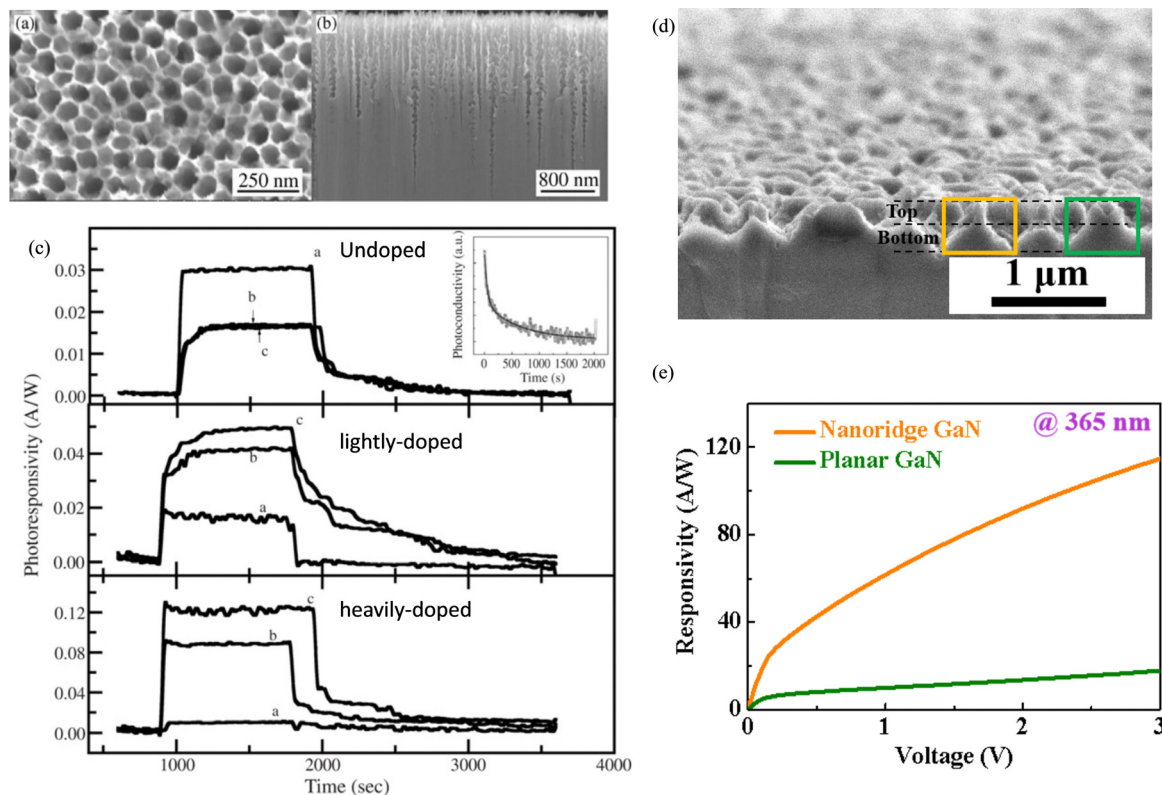 (a)
250 nm
(b)
800 nm
(c)
Undoped
a
b
c
0.03
0.02
0.01
0.00
Photoconductivity (a.u.)
0 500 1000 1500 2000
Time (s)
lightly-doped
c
b
a
0.04
0.02
0.00
heavily-doped
c
b
a
0.12
0.08
0.04
0.00
Photoresponsivity (A/W)
1000 2000 3000 4000
Time (sec)
(d)
Top
Bottom
1 μm
(e)
Nanoridge GaN
Planar GaN
@ 365 nm
120
80
40
0
Responsivity (A/W)
0 1 2 3
Voltage (V)